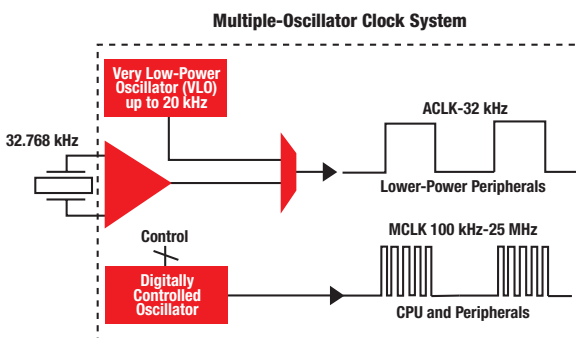 Multiple-Oscillator Clock System
Very Low-Power
Oscillator (VLO)
up to 20 kHz
32.768 kHz
ACLK-32 kHz
Lower-Power Peripherals
Control
Digitally
Controlled
Oscillator
MCLK 100 kHz-25 MHz
CPU and Peripherals